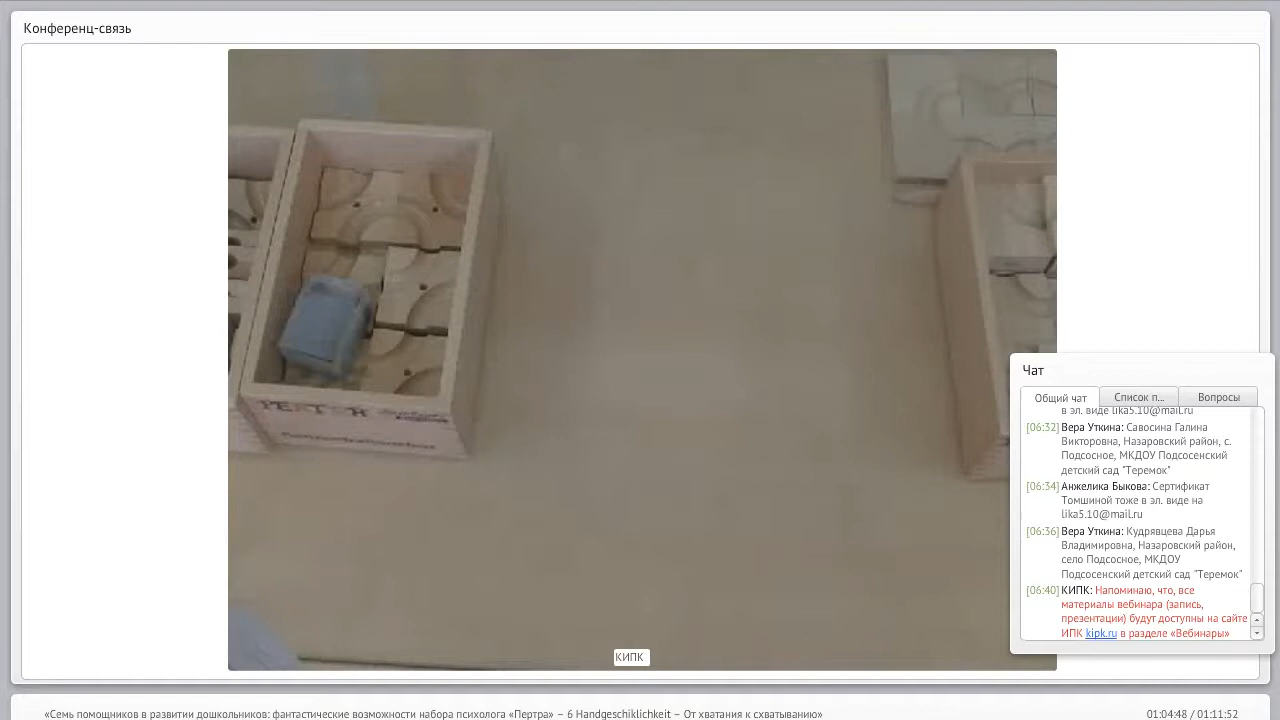 Конференц-связь
КИПК
Чат
Общий чат
Список п...
Вопросы
в эл. виде lika5.10@mail.ru
[06:32] Вера Уткина: Савосина Галина
Викторовна, Назаровский район, с.
Подсосное, МКДОУ Подсосенский
детский сад "Теремок"
[06:34] Анжелика Быкова: Сертификат
Томшиной тоже в эл. виде на
lika5.10@mail.ru
[06:36] Вера Уткина: Кудрявцева Дарья
Владимировна, Назаровский район,
село Подсосное, МКДОУ
Подсосенский детский сад "Теремок"
[06:40] КИПК: Напоминаю, что, все
материалы вебинара (запись,
презентации) будут доступны на сайте
ИПК kipk.ru в разделе «Вебинары»
«Семь помощников в развитии дошкольников: фантастические возможности набора психолога «Пертра» – 6 Handgeschiklichkeit – От хватания к схватыванию»
01:04:48 / 01:11:52